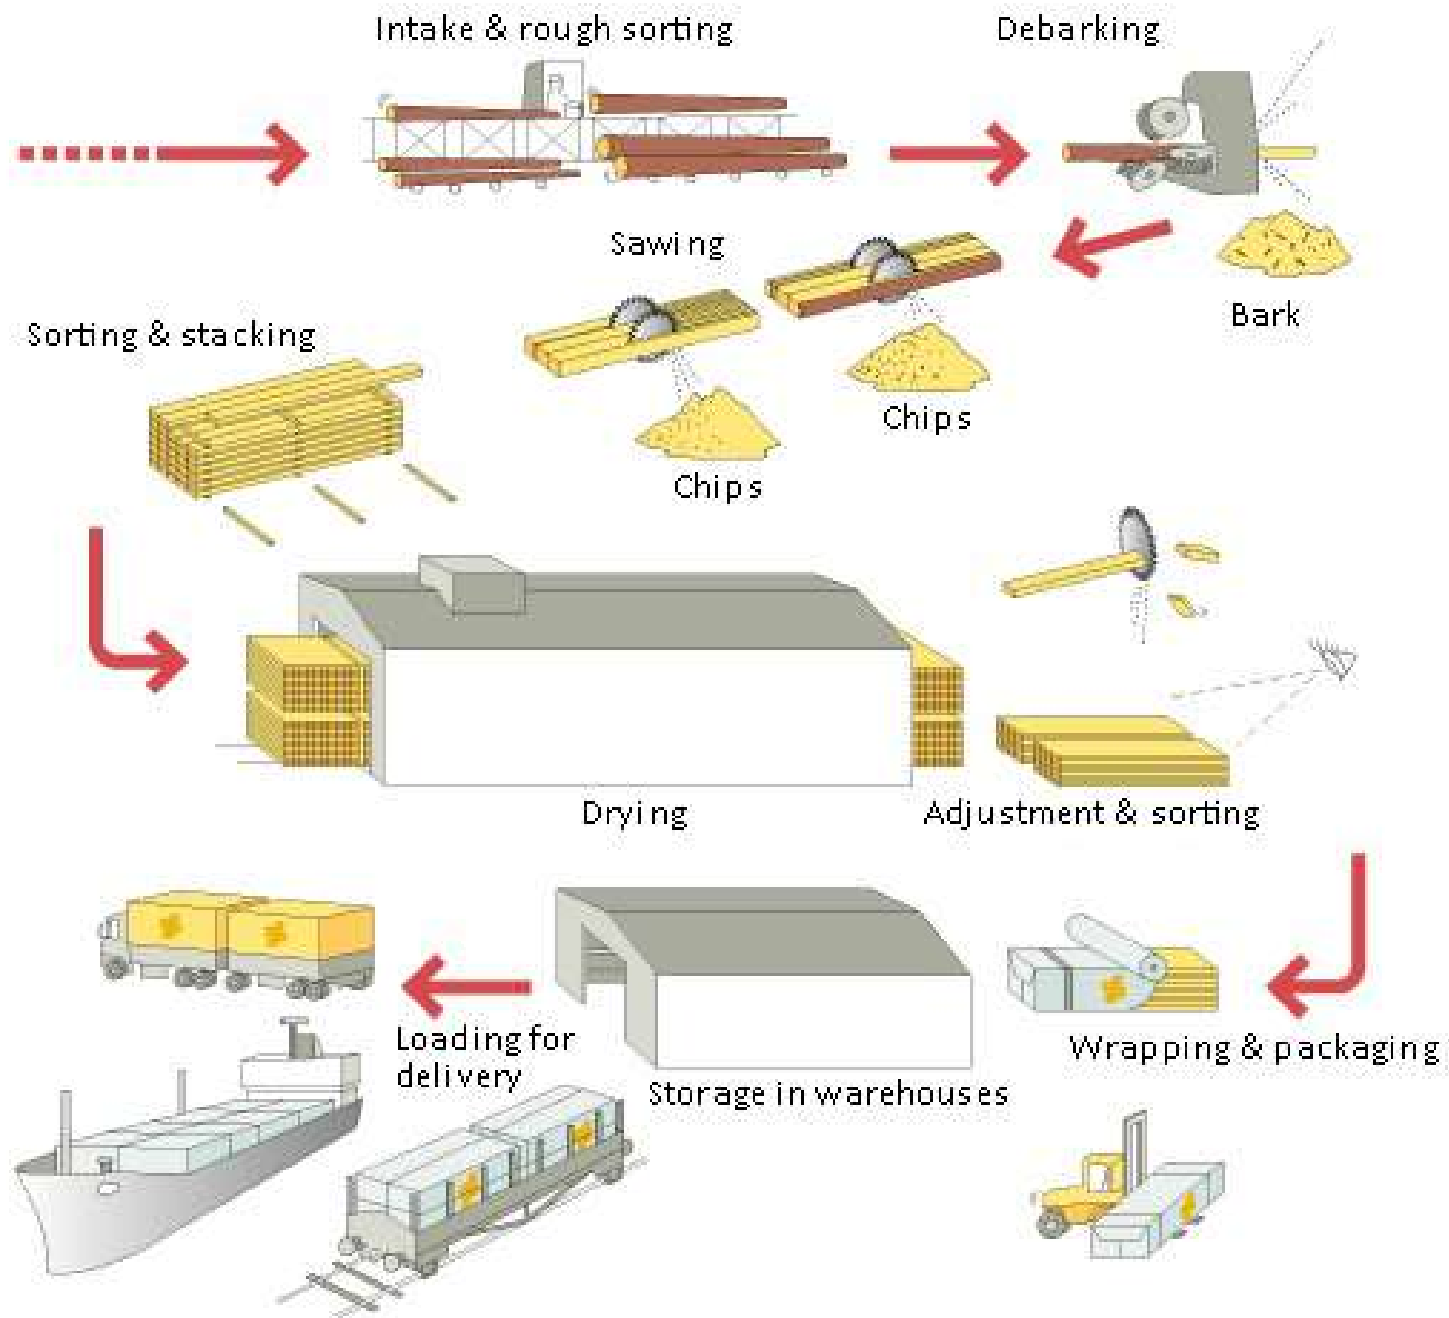 Intake & rough sorting
Debarking
Sawing
Bark
Sorting & stacking
Chips
Chips
Drying
Adjustment & sorting
Loading for
delivery
Storage in warehouses
Wrapping & packaging